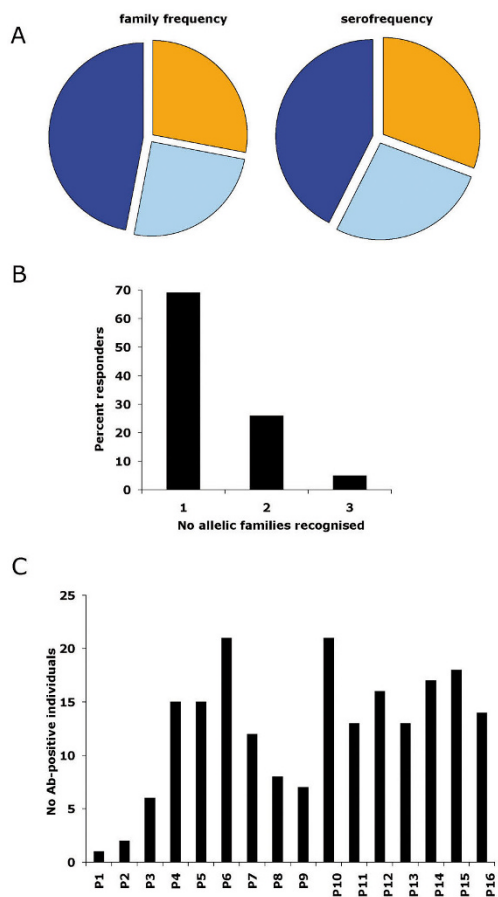 A
family frequency
serofrequency
B
70
60
50
40
30
20
10
0
Percent responders
1 2 3
No allelic families recognised
C
25
20
15
10
5
0
No Ab-positive individuals
P1 P2 P3 P4 P5 P6 P7 P8 P9 P10 P11 P12 P13 P14 P15 P16